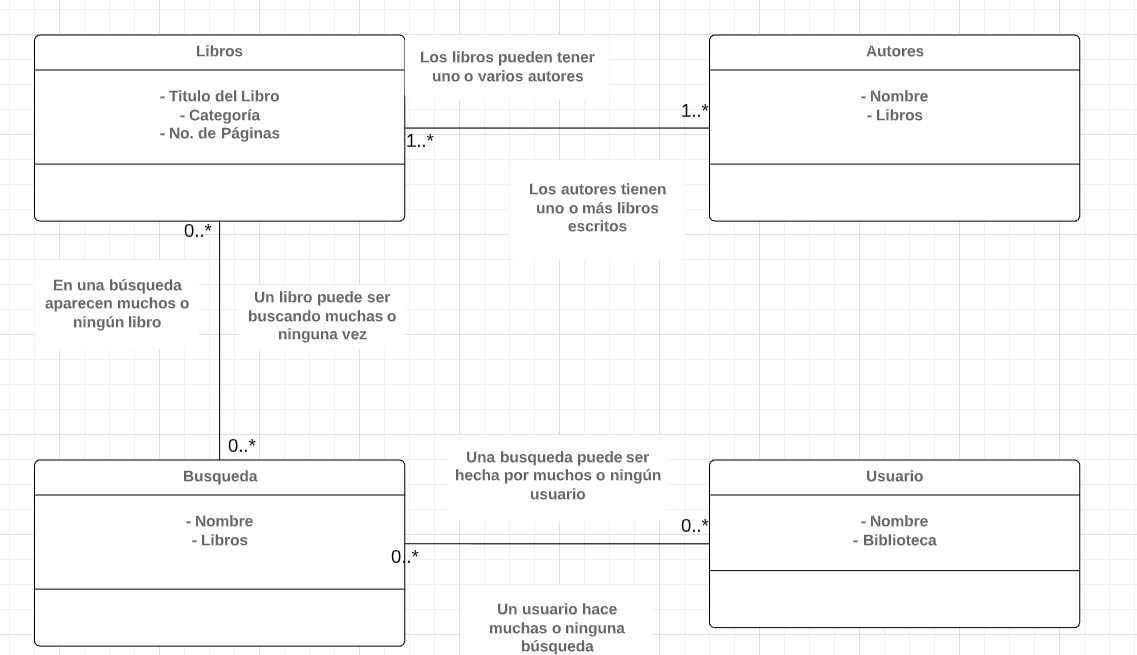 Libros
- Titulo del Libro
- Categoría
- No. de Páginas
Los libros pueden tener
uno o varios autores
Autores
- Nombre
- Libros
1..*
1..*
Los autores tienen
uno o más libros
escritos
0..*
En una búsqueda
aparecen muchos o
ningún libro
Un libro puede ser
buscando muchas o
ninguna vez
0..*
Busqueda
- Nombre
- Libros
Una busqueda puede ser
hecha por muchos o ningún
usuario
Usuario
- Nombre
- Biblioteca
0..*
0..*
Un usuario hace
muchas o ninguna
búsqueda